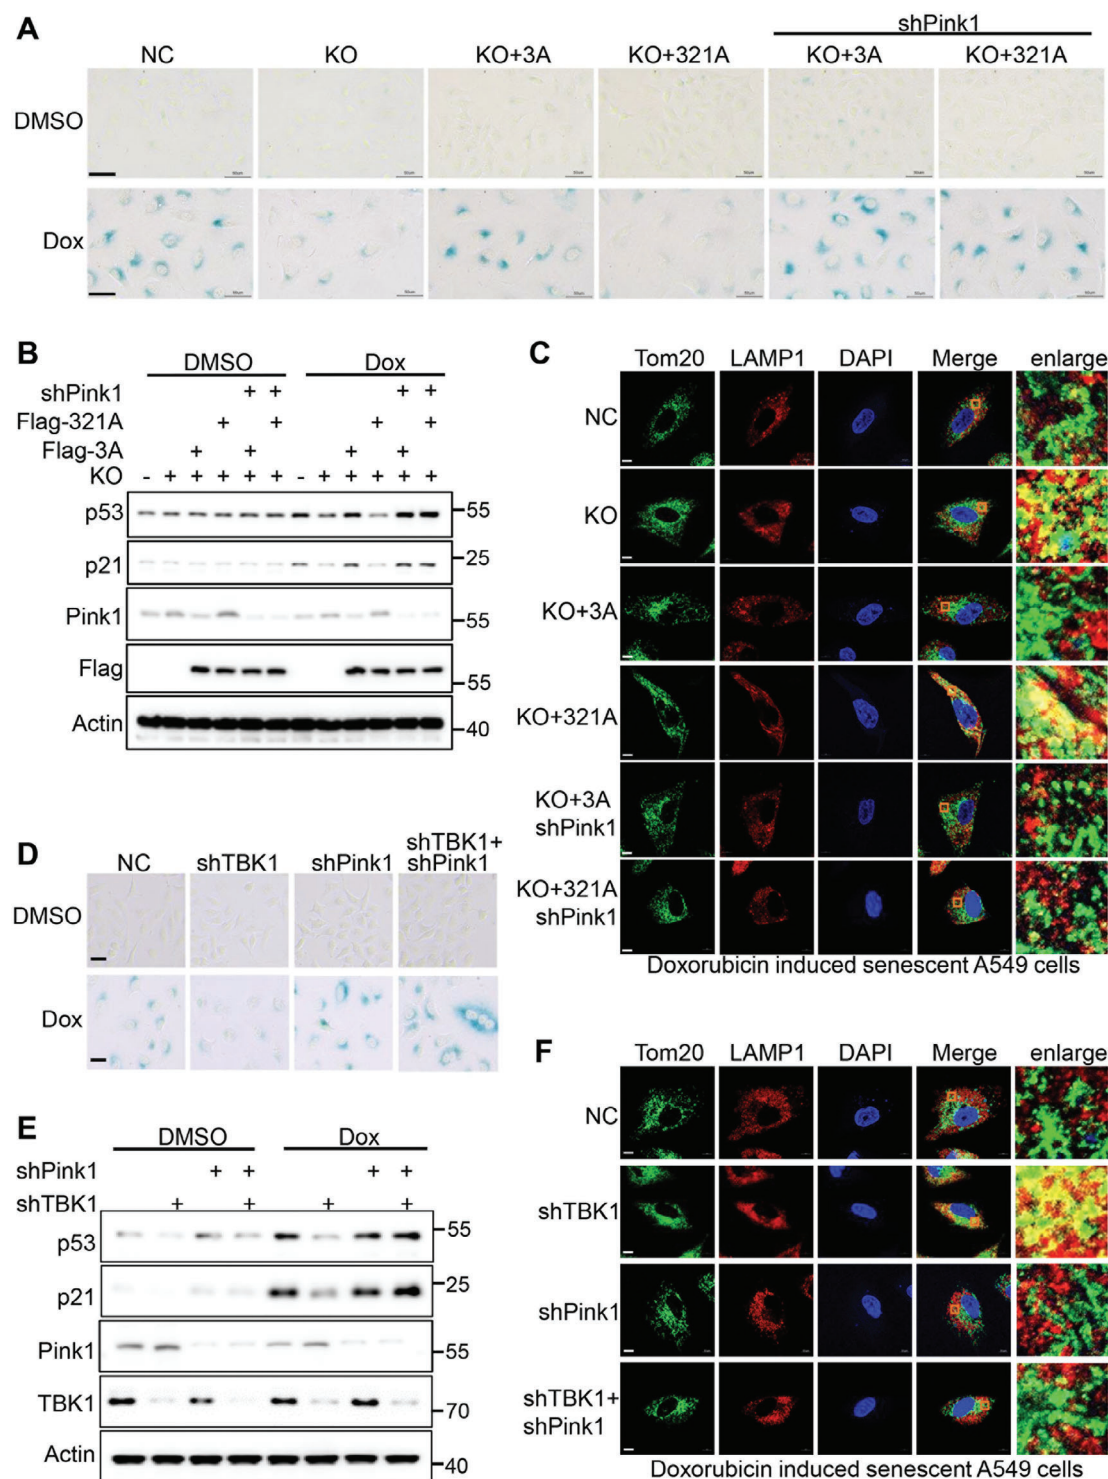 A
shPink1
NC KO KO+3A KO+321A KO+3A KO+321A
DMSO
Dox
B
DMSO Dox
shPink1 + + + +
Flag-321A + + + +
Flag-3A + + + +
KO - + + + + + - + + + + +
p53 55
p21 25
Pink1 55
Flag 55
Actin 40
C
Tom20 LAMP1 DAPI Merge enlarge
NC
KO
KO+3A
KO+321A
KO+3A
shPink1
KO+321A
shPink1
Doxorubicin induced senescent A549 cells
D
NC shTBK1 shPink1 shTBK1+
shPink1
DMSO
Dox
E
DMSO Dox
shPink1 + + + +
shTBK1 + + + +
p53 55
p21 25
Pink1 55
TBK1 70
Actin 40
F
Tom20 LAMP1 DAPI Merge enlarge
NC
shTBK1
shPink1
shTBK1+
shPink1
Doxorubicin induced senescent A549 cells